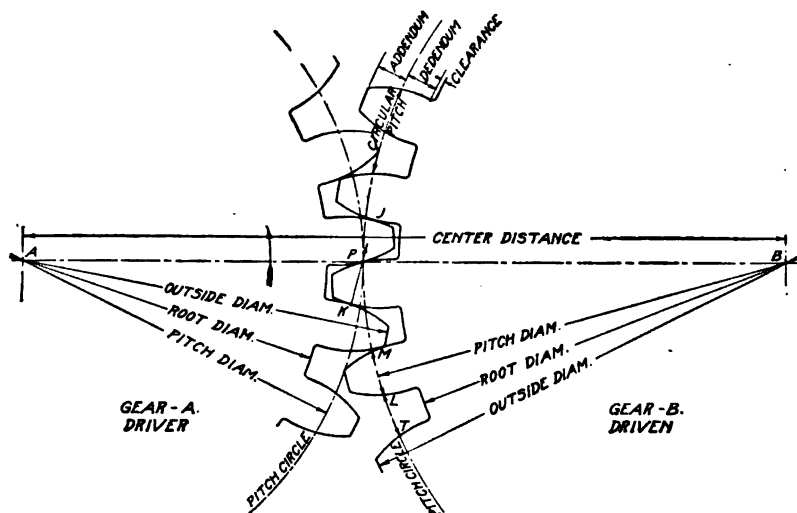 ADDENDUM
DEDENDUM
CLEARANCE
CIRCULAR
PITCH
J
CENTER DISTANCE
A
P
B
OUTSIDE DIAM.
ROOT DIAM.
PITCH DIAM.
K
M
L
T
PITCH DIAM.
ROOT DIAM.
OUTSIDE DIAM.
GEAR-A.
DRIVER
GEAR-B.
DRIVEN
PITCH CIRCLE
PITCH CIRCLE